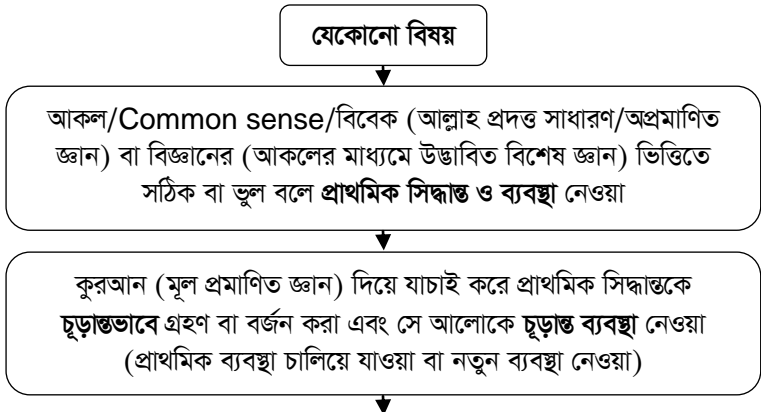 যেকোনো বিষয়
আকল/Common sense/বিবেক (আল্লাহ প্রদত্ত সাধারণ/অপ্রমাণিত
জ্ঞান) বা বিজ্ঞানের (আকলের মাধ্যমে উদ্ভাবিত বিশেষ জ্ঞান) ভিত্তিতে
সঠিক বা ভুল বলে প্রাথমিক সিদ্ধান্ত ও ব্যবস্থা নেওয়া
কুরআন (মূল প্রমাণিত জ্ঞান) দিয়ে যাচাই করে প্রাথমিক সিদ্ধান্তকে
চূড়ান্তভাবে গ্রহণ বা বর্জন করা এবং সে আলোকে চূড়ান্ত ব্যবস্থা নেওয়া
(প্রাথমিক ব্যবস্থা চালিয়ে যাওয়া বা নতুন ব্যবস্থা নেওয়া)